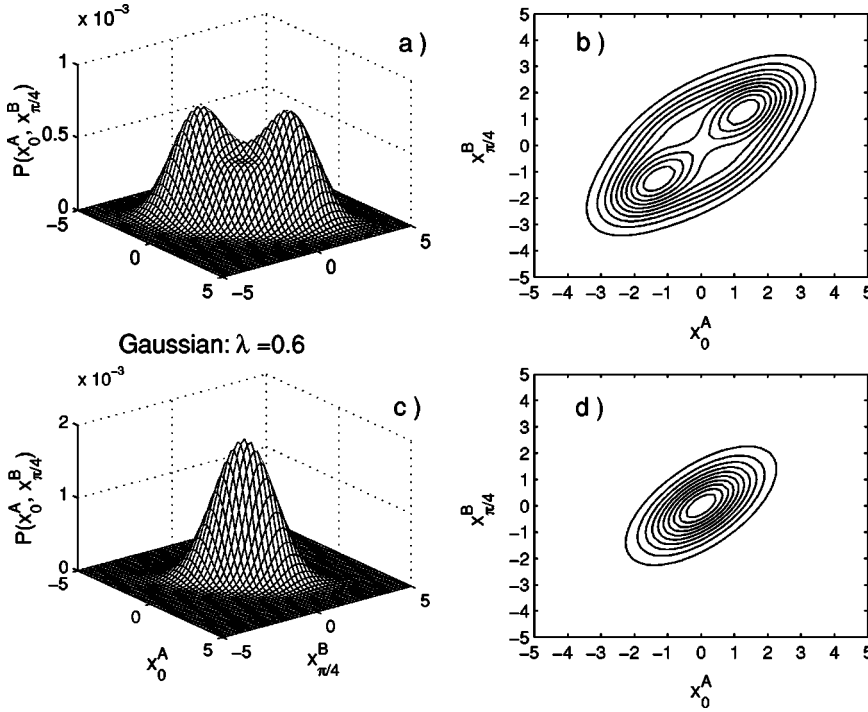 x 10⁻³
a )
1
0.5
0
P(x₀ᴬ, x_{π/4}ᴮ)
−5
0
5
−5
0
5
b )
5
4
3
2
1
0
−1
−2
−3
−4
−5
x_{π/4}ᴮ
−5 −4 −3 −2 −1 0 1 2 3 4 5
x₀ᴬ
Gaussian: λ =0.6
x 10⁻³
c )
2
1
0
P(x₀ᴬ, x_{π/4}ᴮ)
−5
0
5
−5
0
5
x₀ᴬ
x_{π/4}ᴮ
d )
5
4
3
2
1
0
−1
−2
−3
−4
−5
x_{π/4}ᴮ
−5 −4 −3 −2 −1 0 1 2 3 4 5
x₀ᴬ